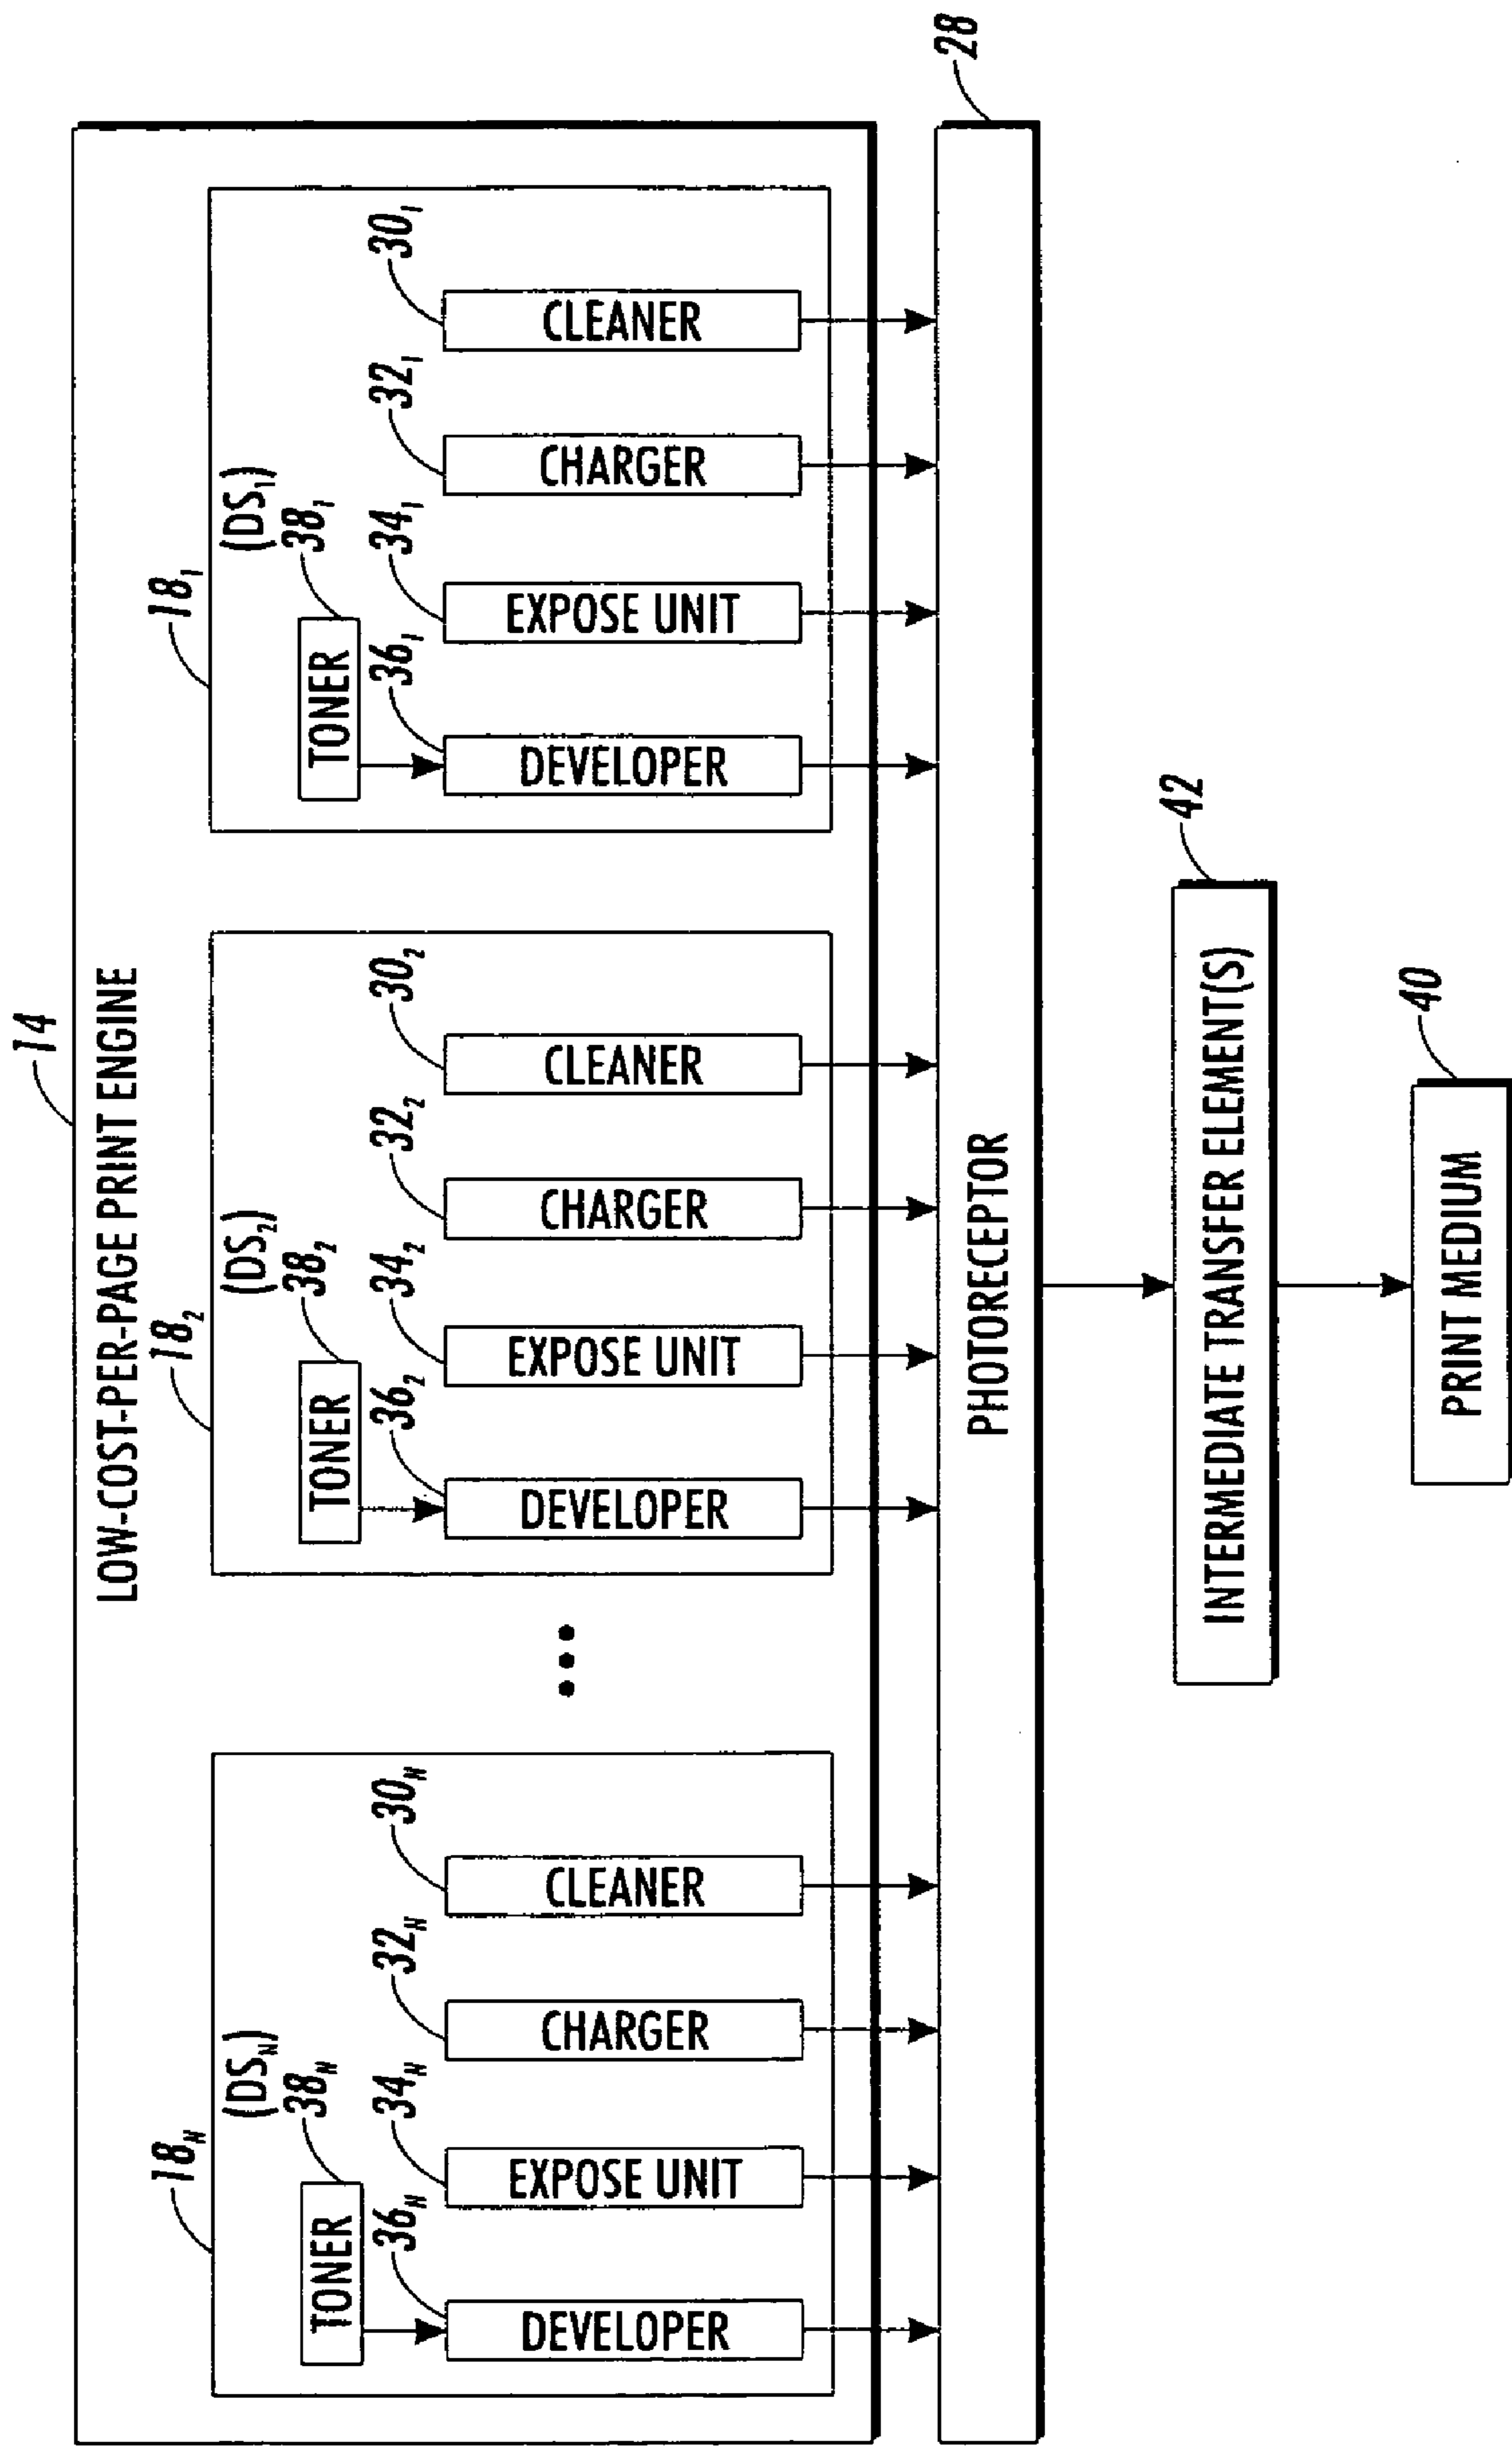 14
LOW-COST-PER-PAGE PRINT ENGINE
18N
(DSN)
38N
TONER
36N
DEVELOPER
34N
EXPOSE UNIT
32N
CHARGER
30N
CLEANER
...
182
(DS2)
382
TONER
362
DEVELOPER
342
EXPOSE UNIT
322
CHARGER
302
CLEANER
181
(DS1)
381
TONER
361
DEVELOPER
341
EXPOSE UNIT
321
CHARGER
301
CLEANER
PHOTORECEPTOR
28
INTERMEDIATE TRANSFER ELEMENT(S)
42
PRINT MEDIUM
40